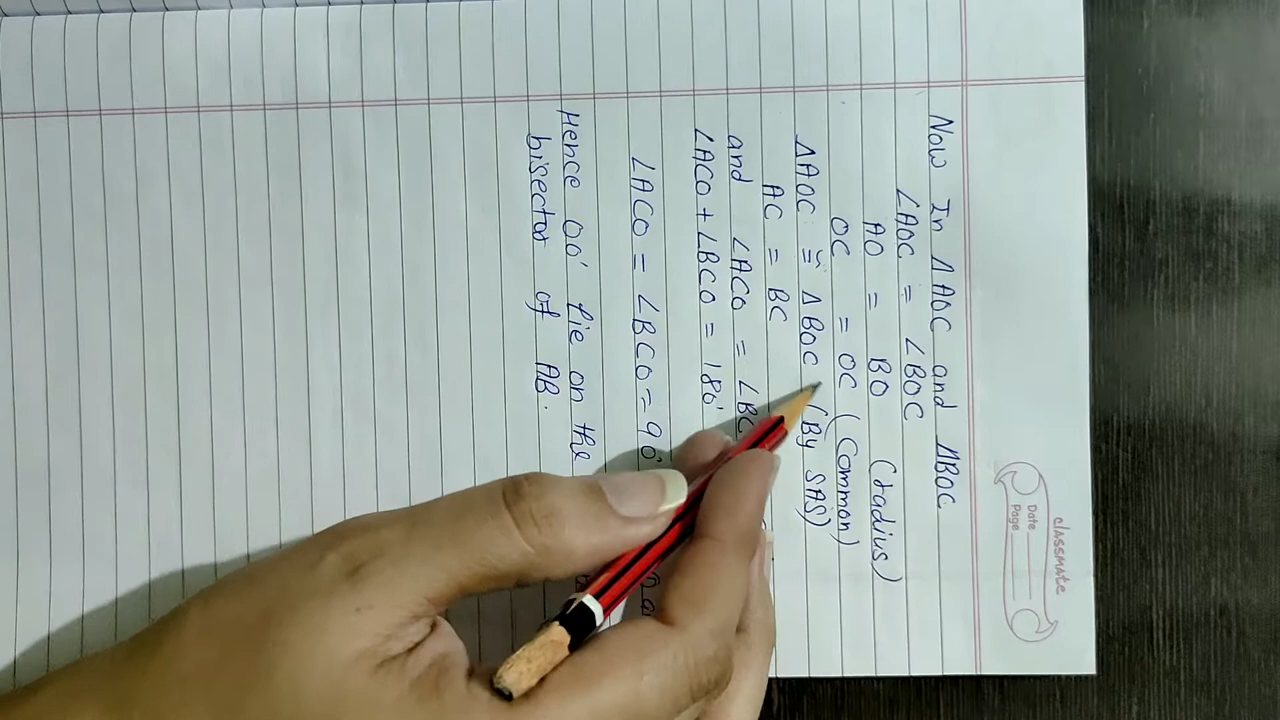 classmate
Date
Page
Now In ΔAOC and ΔBOC
∠AOC = ∠BOC
AO = BO (radius)
OC = OC (Common)
ΔAOC ≅ ΔBOC (By SAS)
AC = BC
and ∠ACO = ∠BC
∠ACO + ∠BCO = 180°
∠ACO = ∠BCO = 90°
Hence OO' lie on the
bisector of AB.